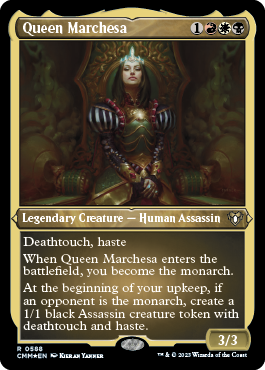 Queen Marchesa 1
Legendary Creature — Human Assassin
Deathtouch, haste
When Queen Marchesa enters the
battlefield, you become the monarch.
At the beginning of your upkeep, if
an opponent is the monarch, create a
1/1 black Assassin creature token with
deathtouch and haste.
3/3
R 0588
CMM★EN Kieran Yanner
™ & © 2023 Wizards of the Coast